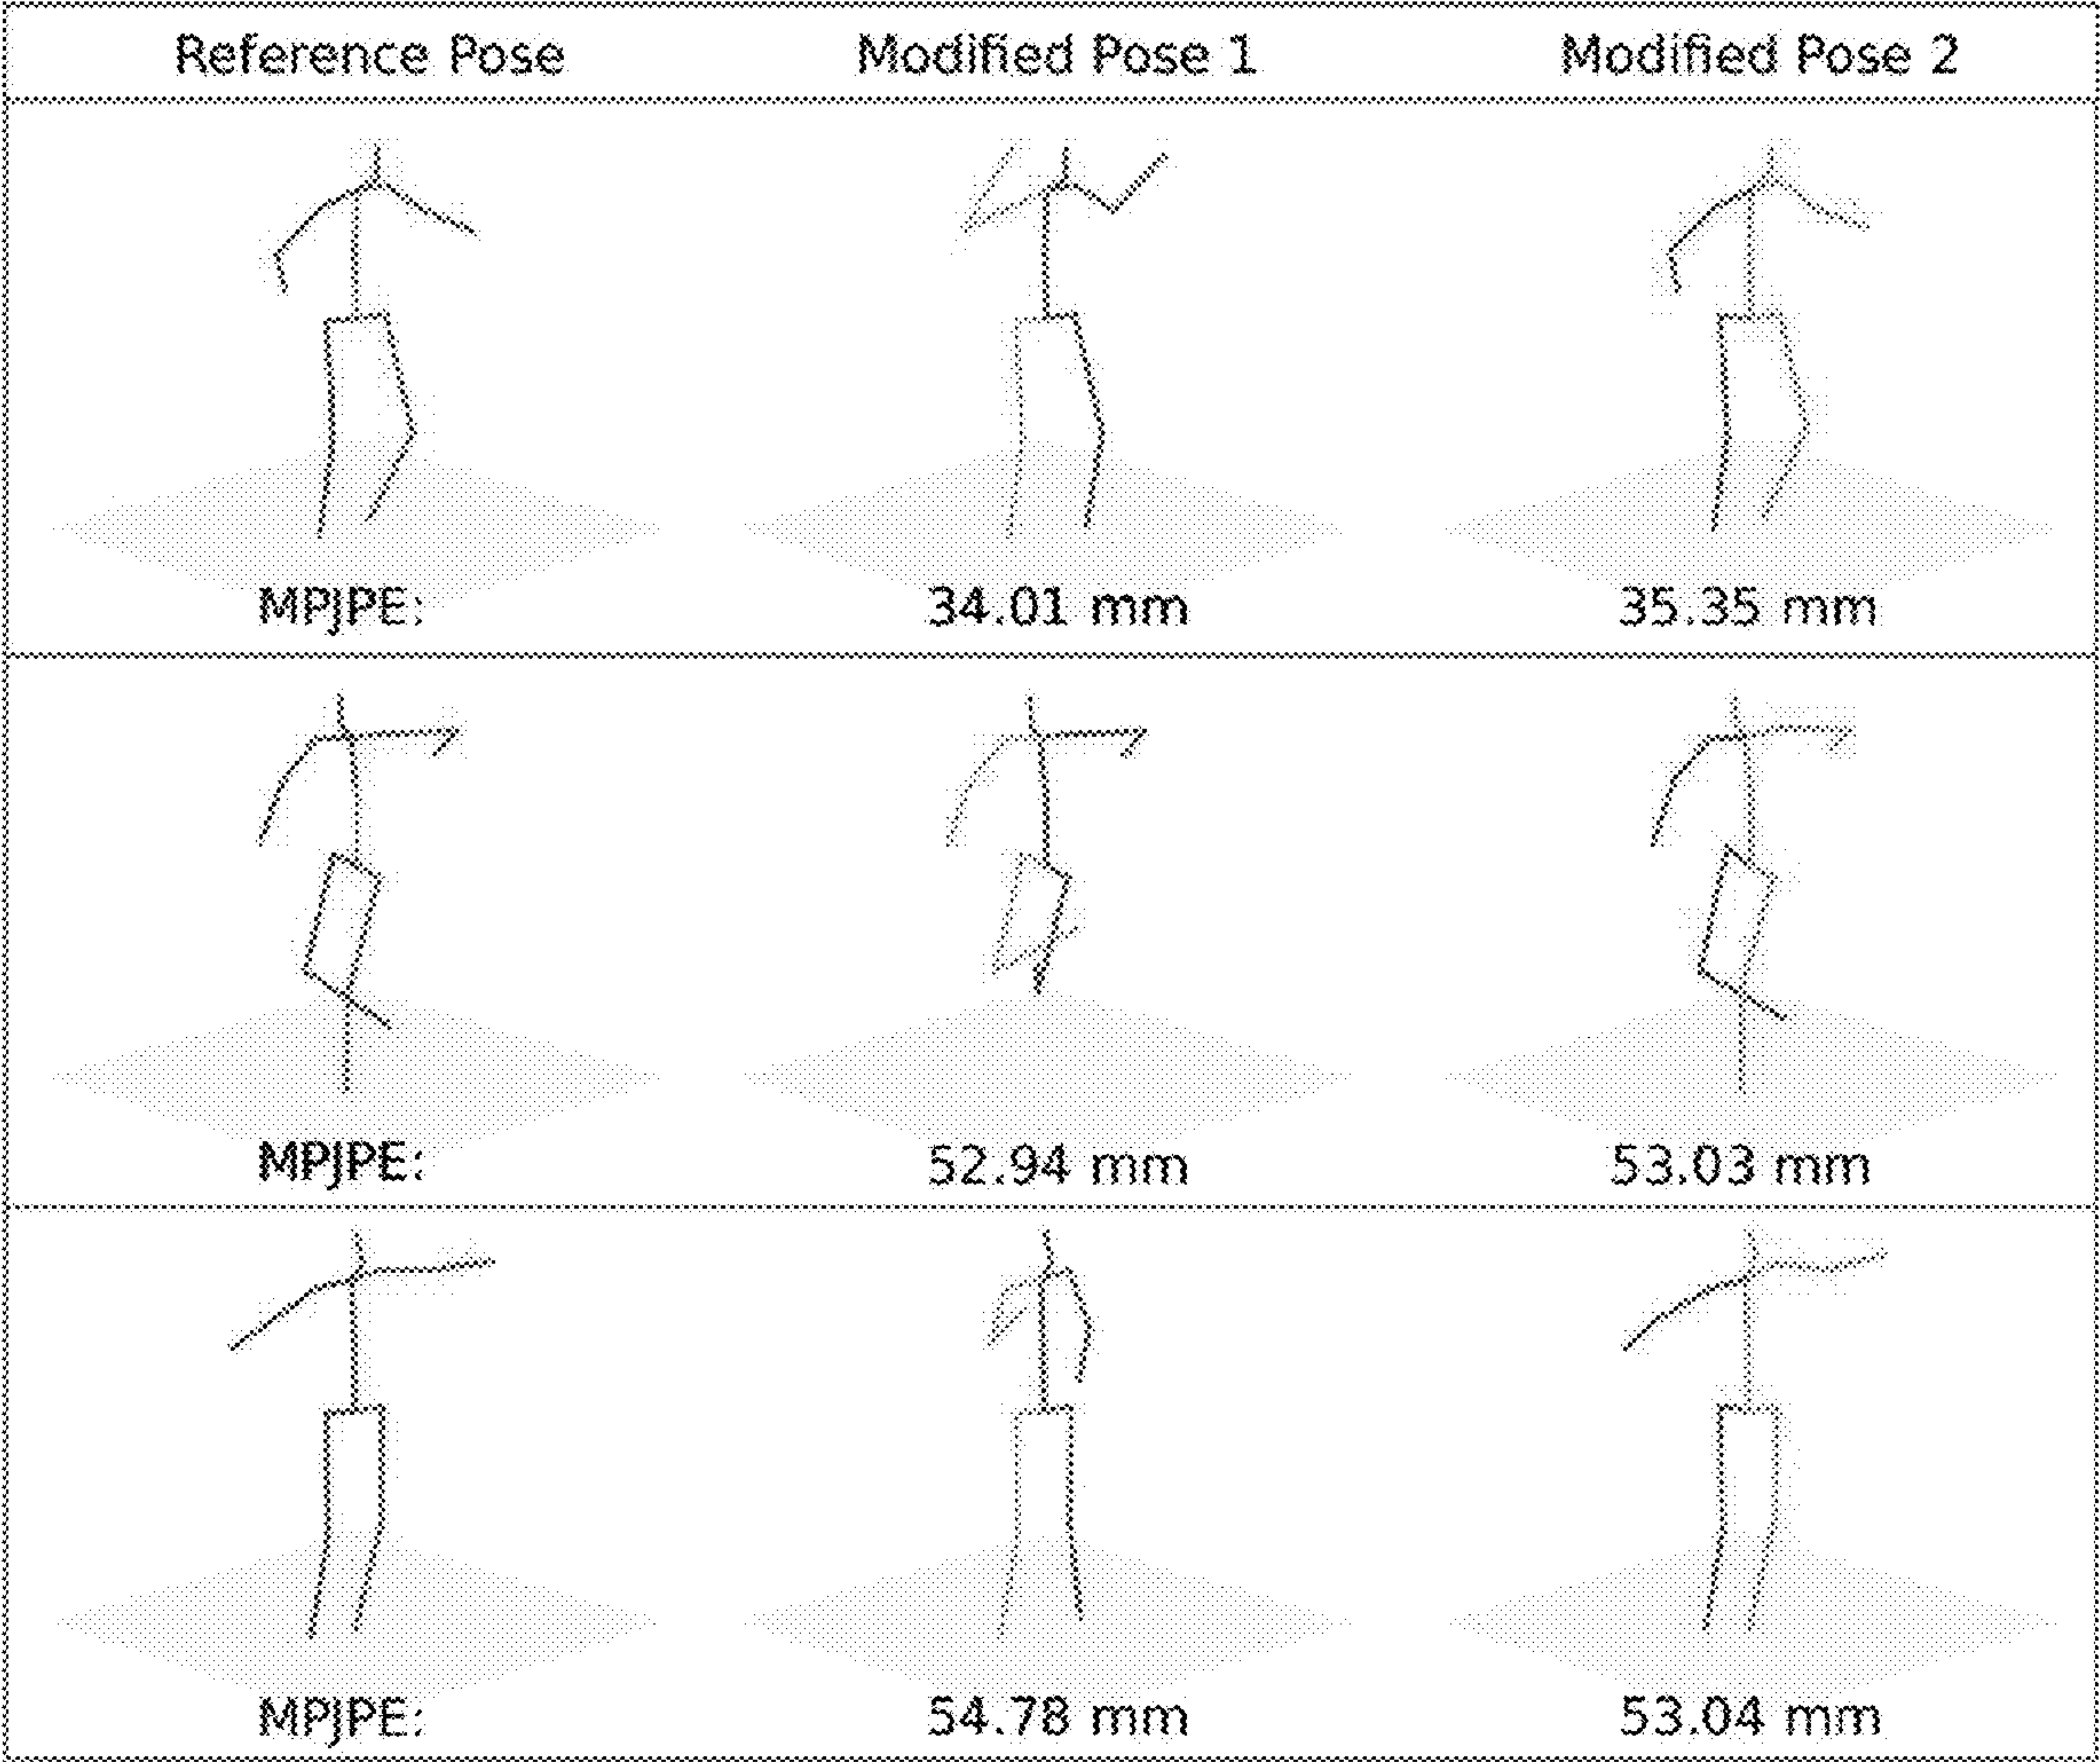 Reference Pose Modified Pose 1 Modified Pose 2
MPJPE: 34.01 mm 35.35 mm
MPJPE: 52.94 mm 53.03 mm
MPJPE: 54.78 mm 53.04 mm